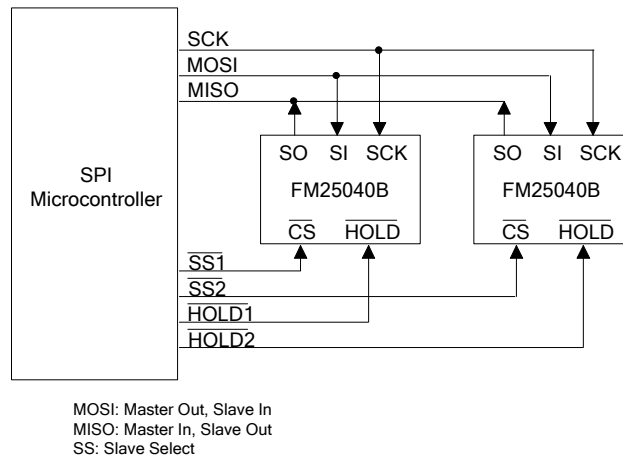 SCK
MOSI
MISO
SO SI SCK
SO SI SCK
SPI
Microcontroller
FM25040B
FM25040B
CS HOLD
CS HOLD
SS1
SS2
HOLD1
HOLD2
MOSI: Master Out, Slave In
MISO: Master In, Slave Out
SS: Slave Select